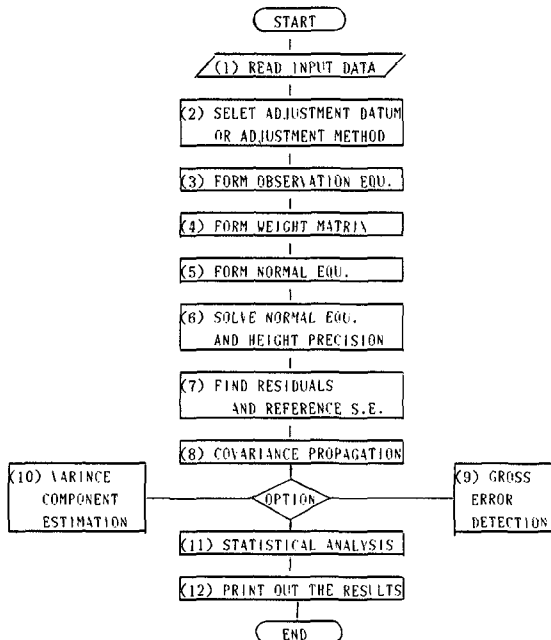 START
(1) READ INPUT DATA
(2) SELET ADJUSTMENT DATUM
OR ADJUSTMENT METHOD
(3) FORM OBSERVATION EQU.
(4) FORM WEIGHT MATRIX
(5) FORM NORMAL EQU.
(6) SOLVE NORMAL EQU.
AND HEIGHT PRECISION
(7) FIND RESIDUALS
AND REFERENCE S.E.
(8) COVARIANCE PROPAGATION
(10) VARINCE
COMPONENT
ESTIMATION
OPTION
(9) GROSS
ERROR
DETECTION
(11) STATISTICAL ANALYSIS
(12) PRINT OUT THE RESULTS
END